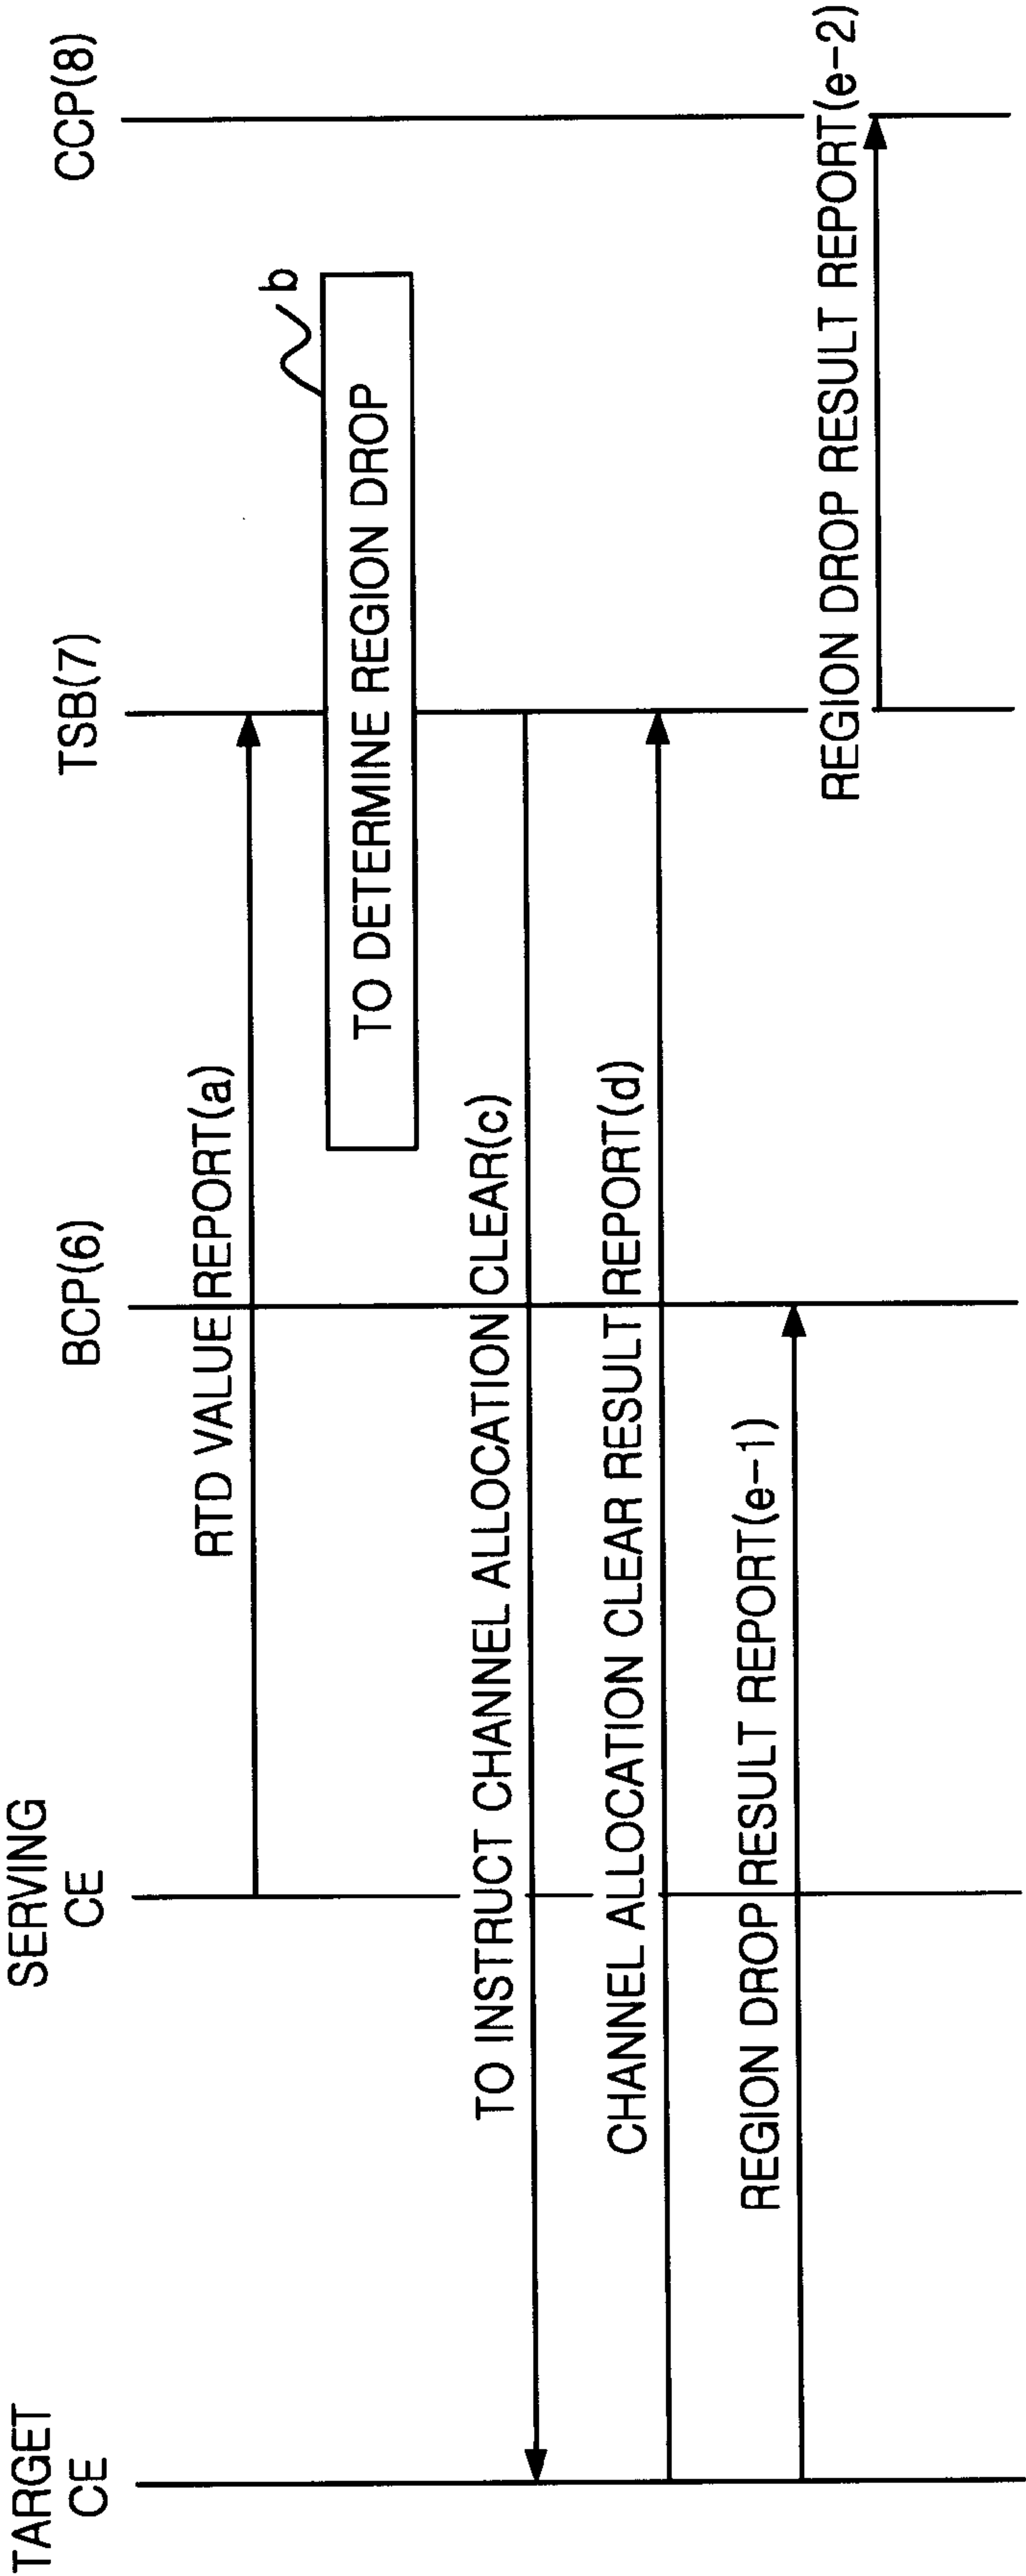 TARGET
CE
SERVING
CE
BCP(6)
TSB(7)
CCP(8)
RTD VALUE REPORT(a)
b
TO DETERMINE REGION DROP
TO INSTRUCT CHANNEL ALLOCATION CLEAR(c)
CHANNEL ALLOCATION CLEAR RESULT REPORT(d)
REGION DROP RESULT REPORT(e-1)
REGION DROP RESULT REPORT(e-2)